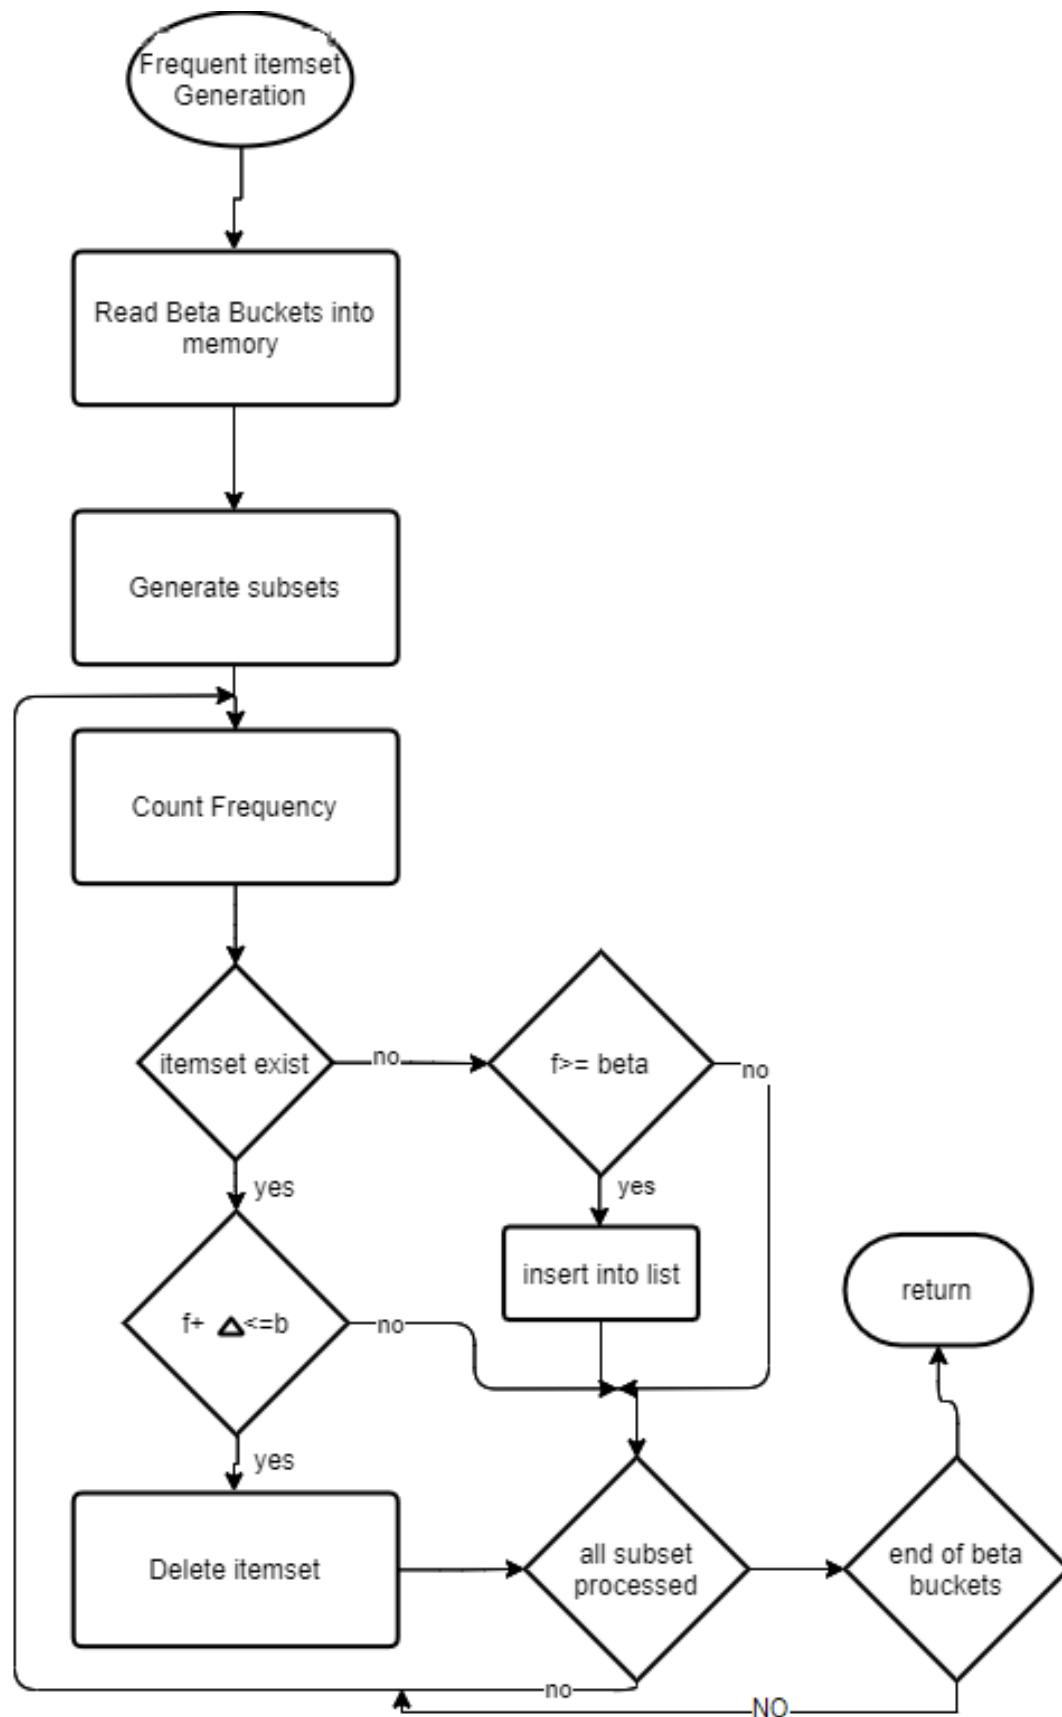 Frequent itemset
Generation
Read Beta Buckets into
memory
Generate subsets
Count Frequency
itemset exist
no
f>= beta
no
yes
yes
insert into list
return
f+ △<=b
no
yes
Delete itemset
all subset
processed
end of beta
buckets
no
NO